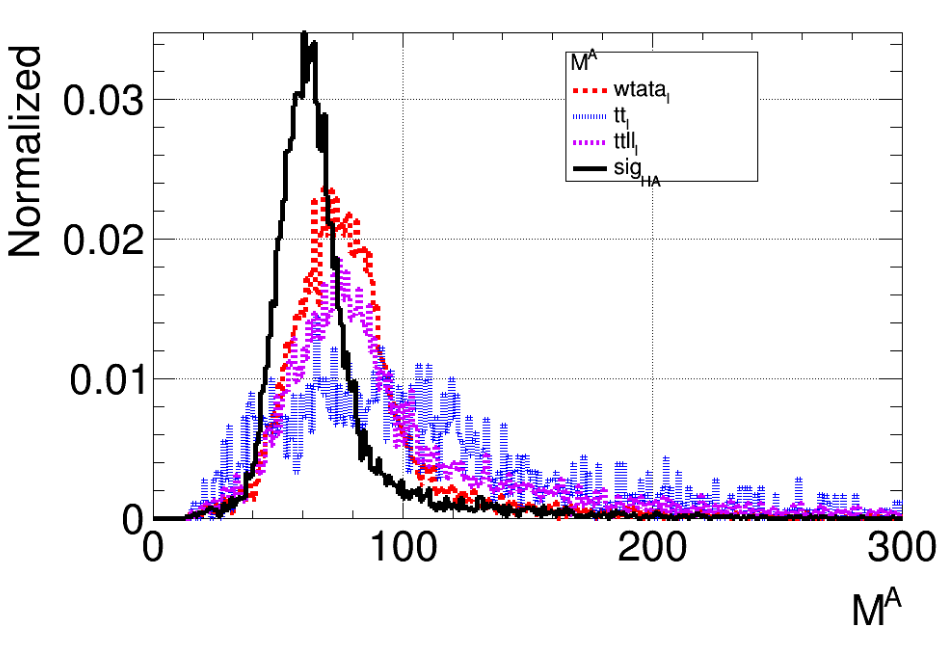 Normalized
0.03
0.02
0.01
0
0 100 200 300
M^A
M^A
wtata_l
tt_l
ttll_l
sig_HA